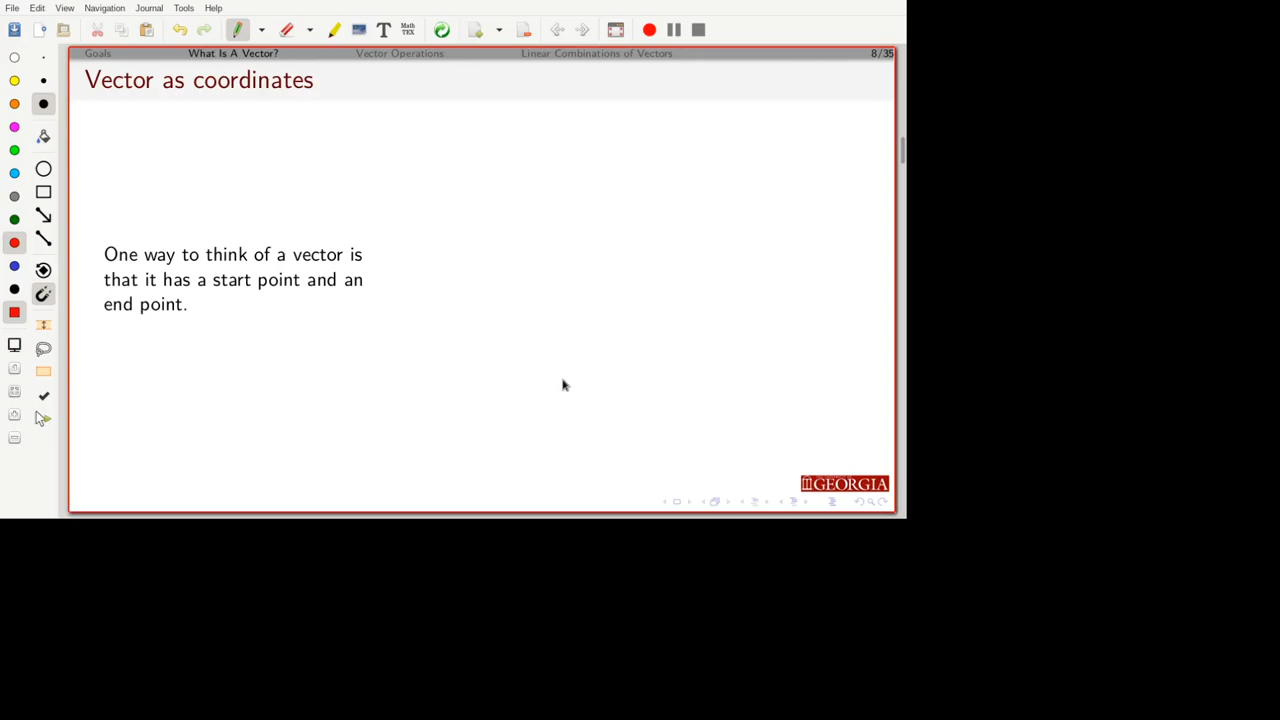 File Edit View Navigation Journal Tools Help
T Math TEX
Goals What Is A Vector? Vector Operations Linear Combinations of Vectors 8/35
Vector as coordinates
One way to think of a vector is
that it has a start point and an
end point.
GEORGIA